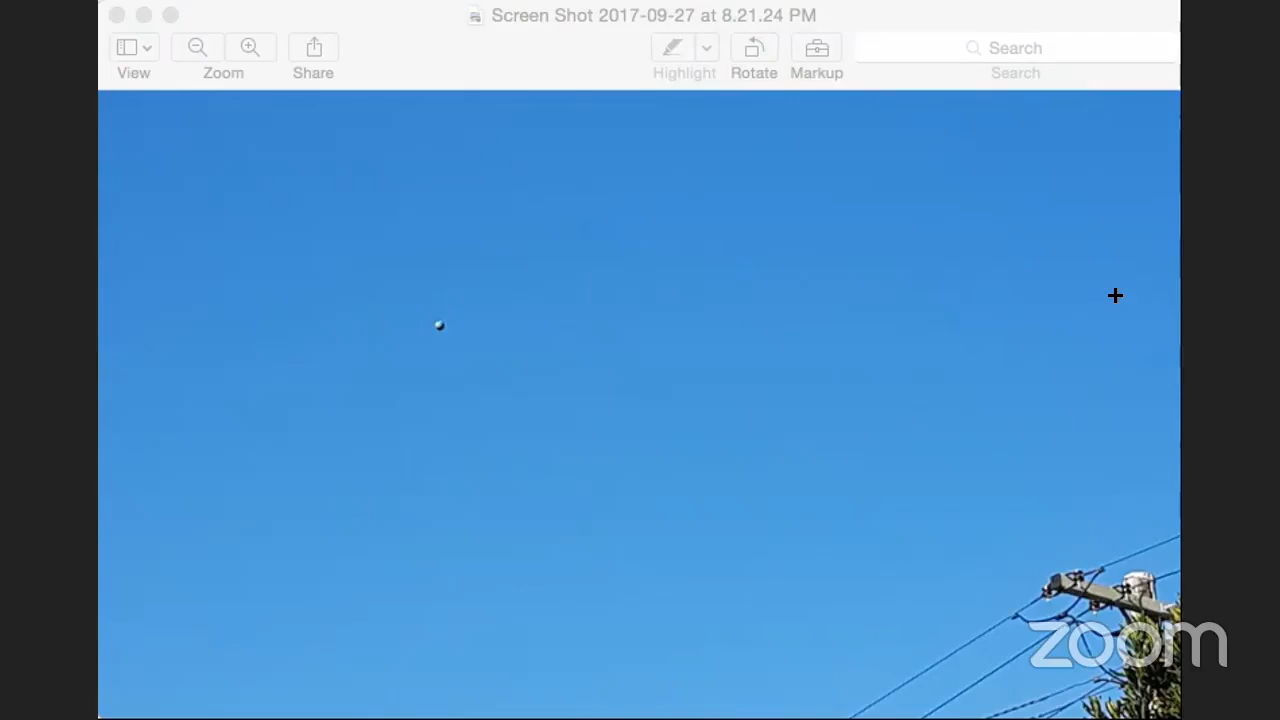 Screen Shot 2017-09-27 at 8.21.24 PM
View
Zoom
Share
Highlight
Rotate
Markup
Search
Search
zoom